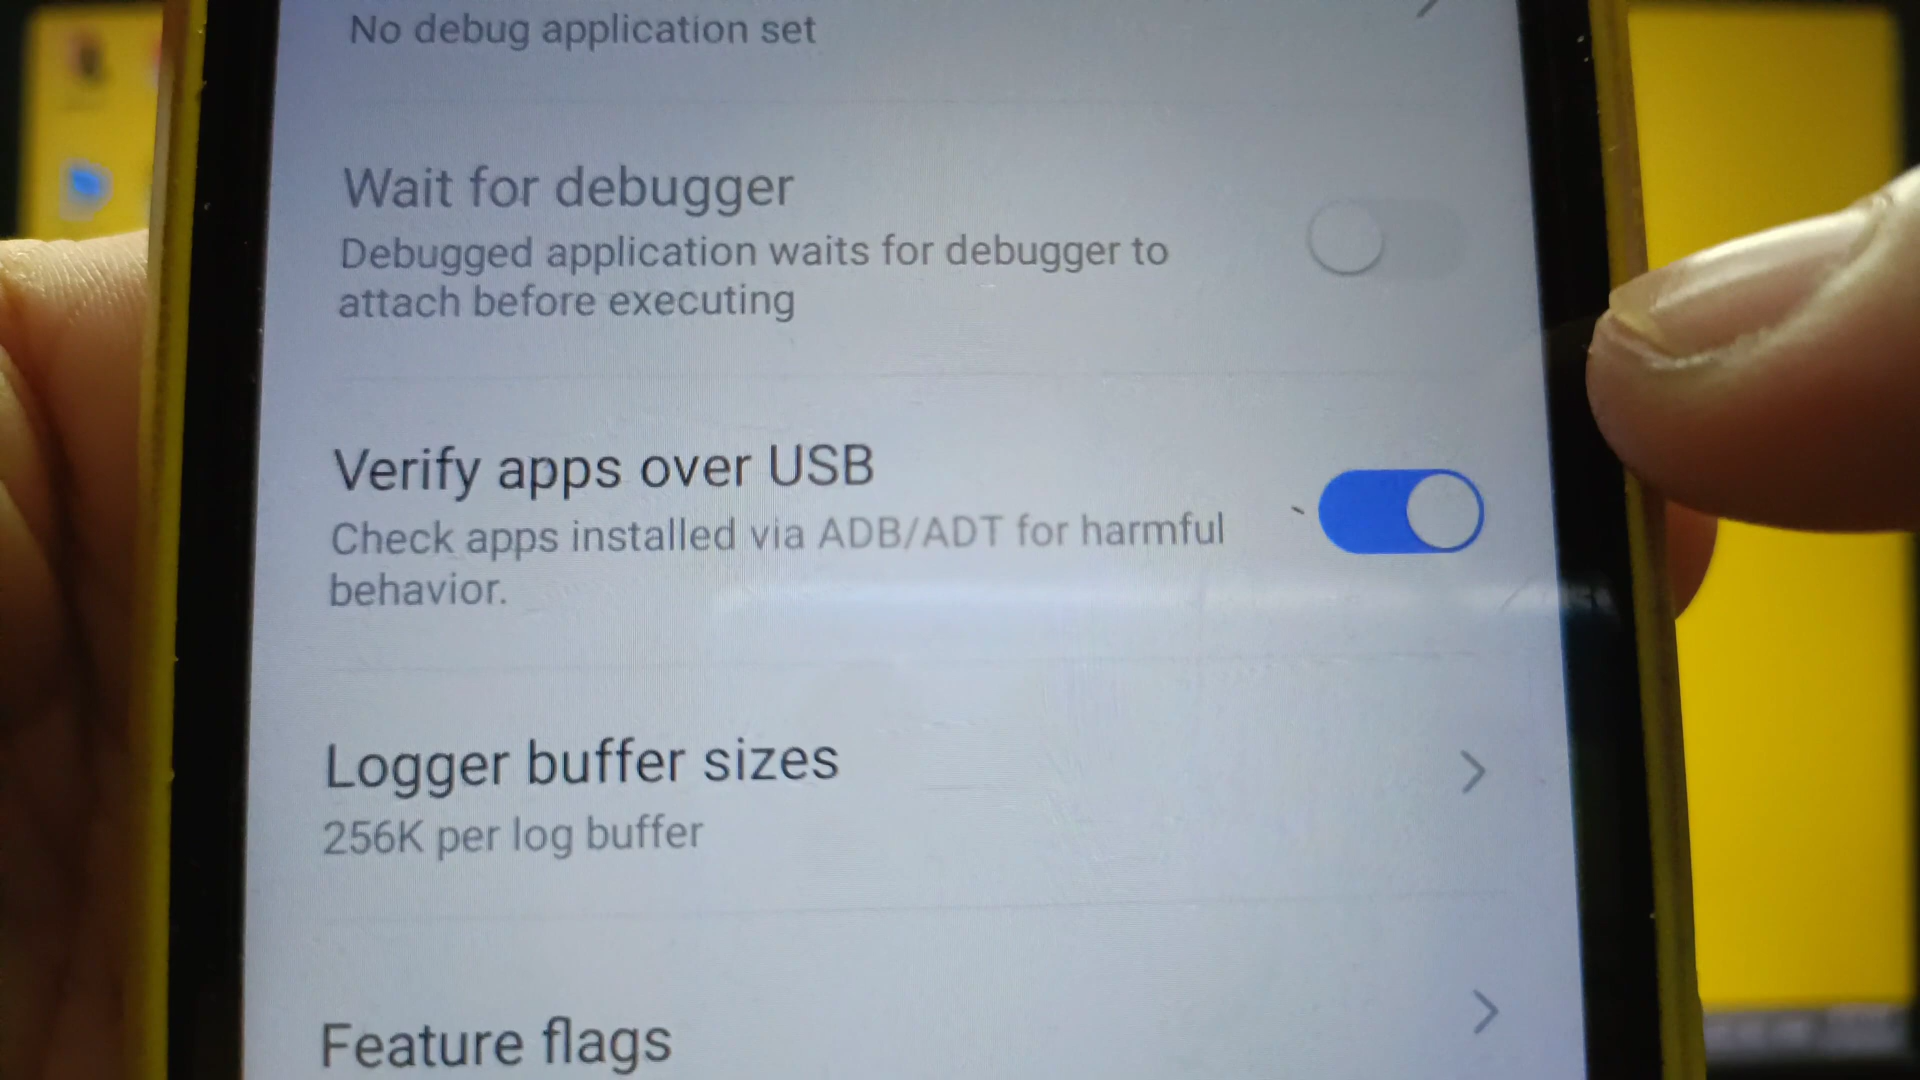 No debug application set
Wait for debugger
Debugged application waits for debugger to
attach before executing
Verify apps over USB
Check apps installed via ADB/ADT for harmful
behavior.
Logger buffer sizes
256K per log buffer
Feature flags